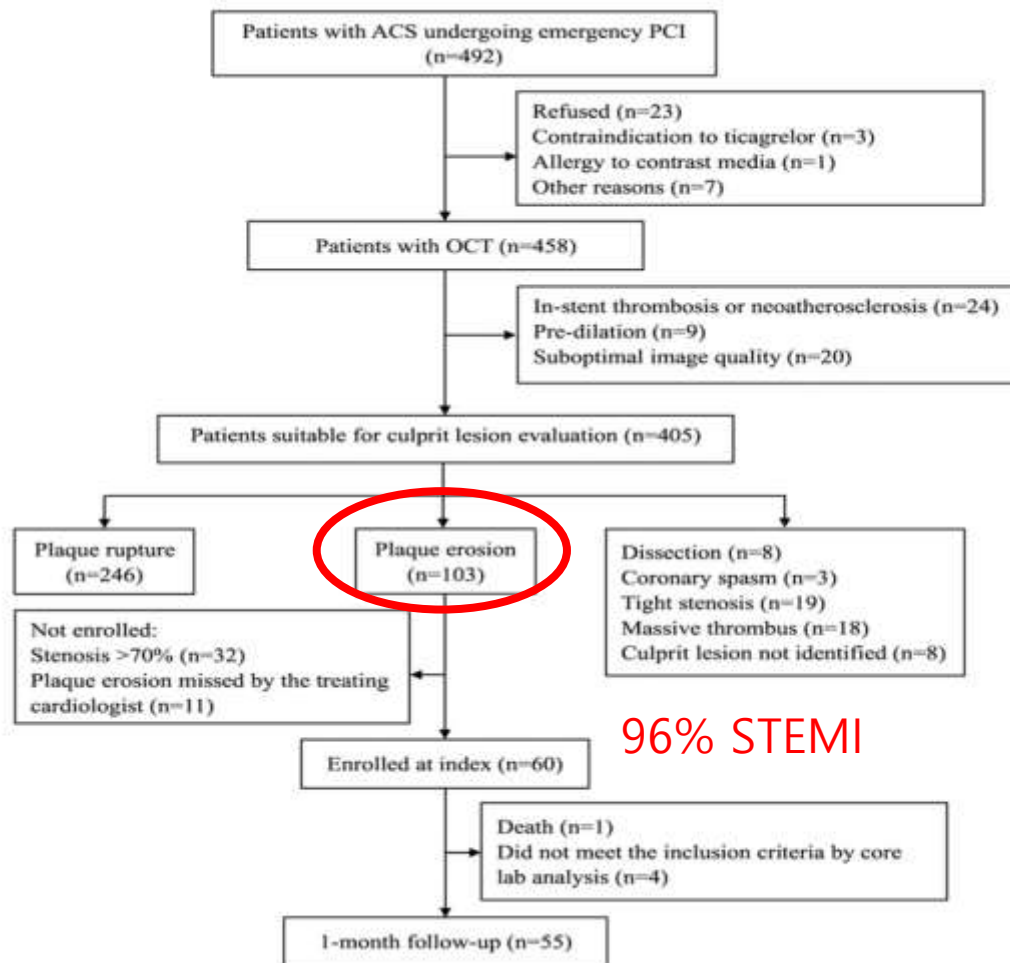 Patients with ACS undergoing emergency PCI
(n=492)
Refused (n=23)
Contraindication to ticagrelor (n=3)
Allergy to contrast media (n=1)
Other reasons (n=7)
Patients with OCT (n=458)
In-stent thrombosis or neoatherosclerosis (n=24)
Pre-dilation (n=9)
Suboptimal image quality (n=20)
Patients suitable for culprit lesion evaluation (n=405)
Plaque rupture
(n=246)
Plaque erosion
(n=103)
Dissection (n=8)
Coronary spasm (n=3)
Tight stenosis (n=19)
Massive thrombus (n=18)
Culprit lesion not identified (n=8)
Not enrolled:
Stenosis >70% (n=32)
Plaque erosion missed by the treating
cardiologist (n=11)
96% STEMI
Enrolled at index (n=60)
Death (n=1)
Did not meet the inclusion criteria by core
lab analysis (n=4)
1-month follow-up (n=55)